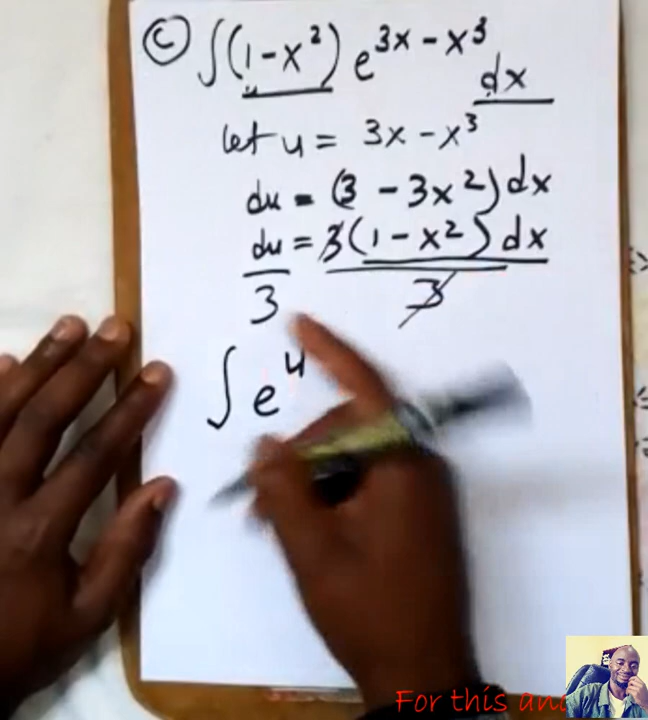 Ⓒ ∫(1-x²) e^{3x-x³} dx
let u = 3x - x³
du = (3 - 3x²) dx
du/3 = 3(1-x²) dx/3
∫ e^u
For this an